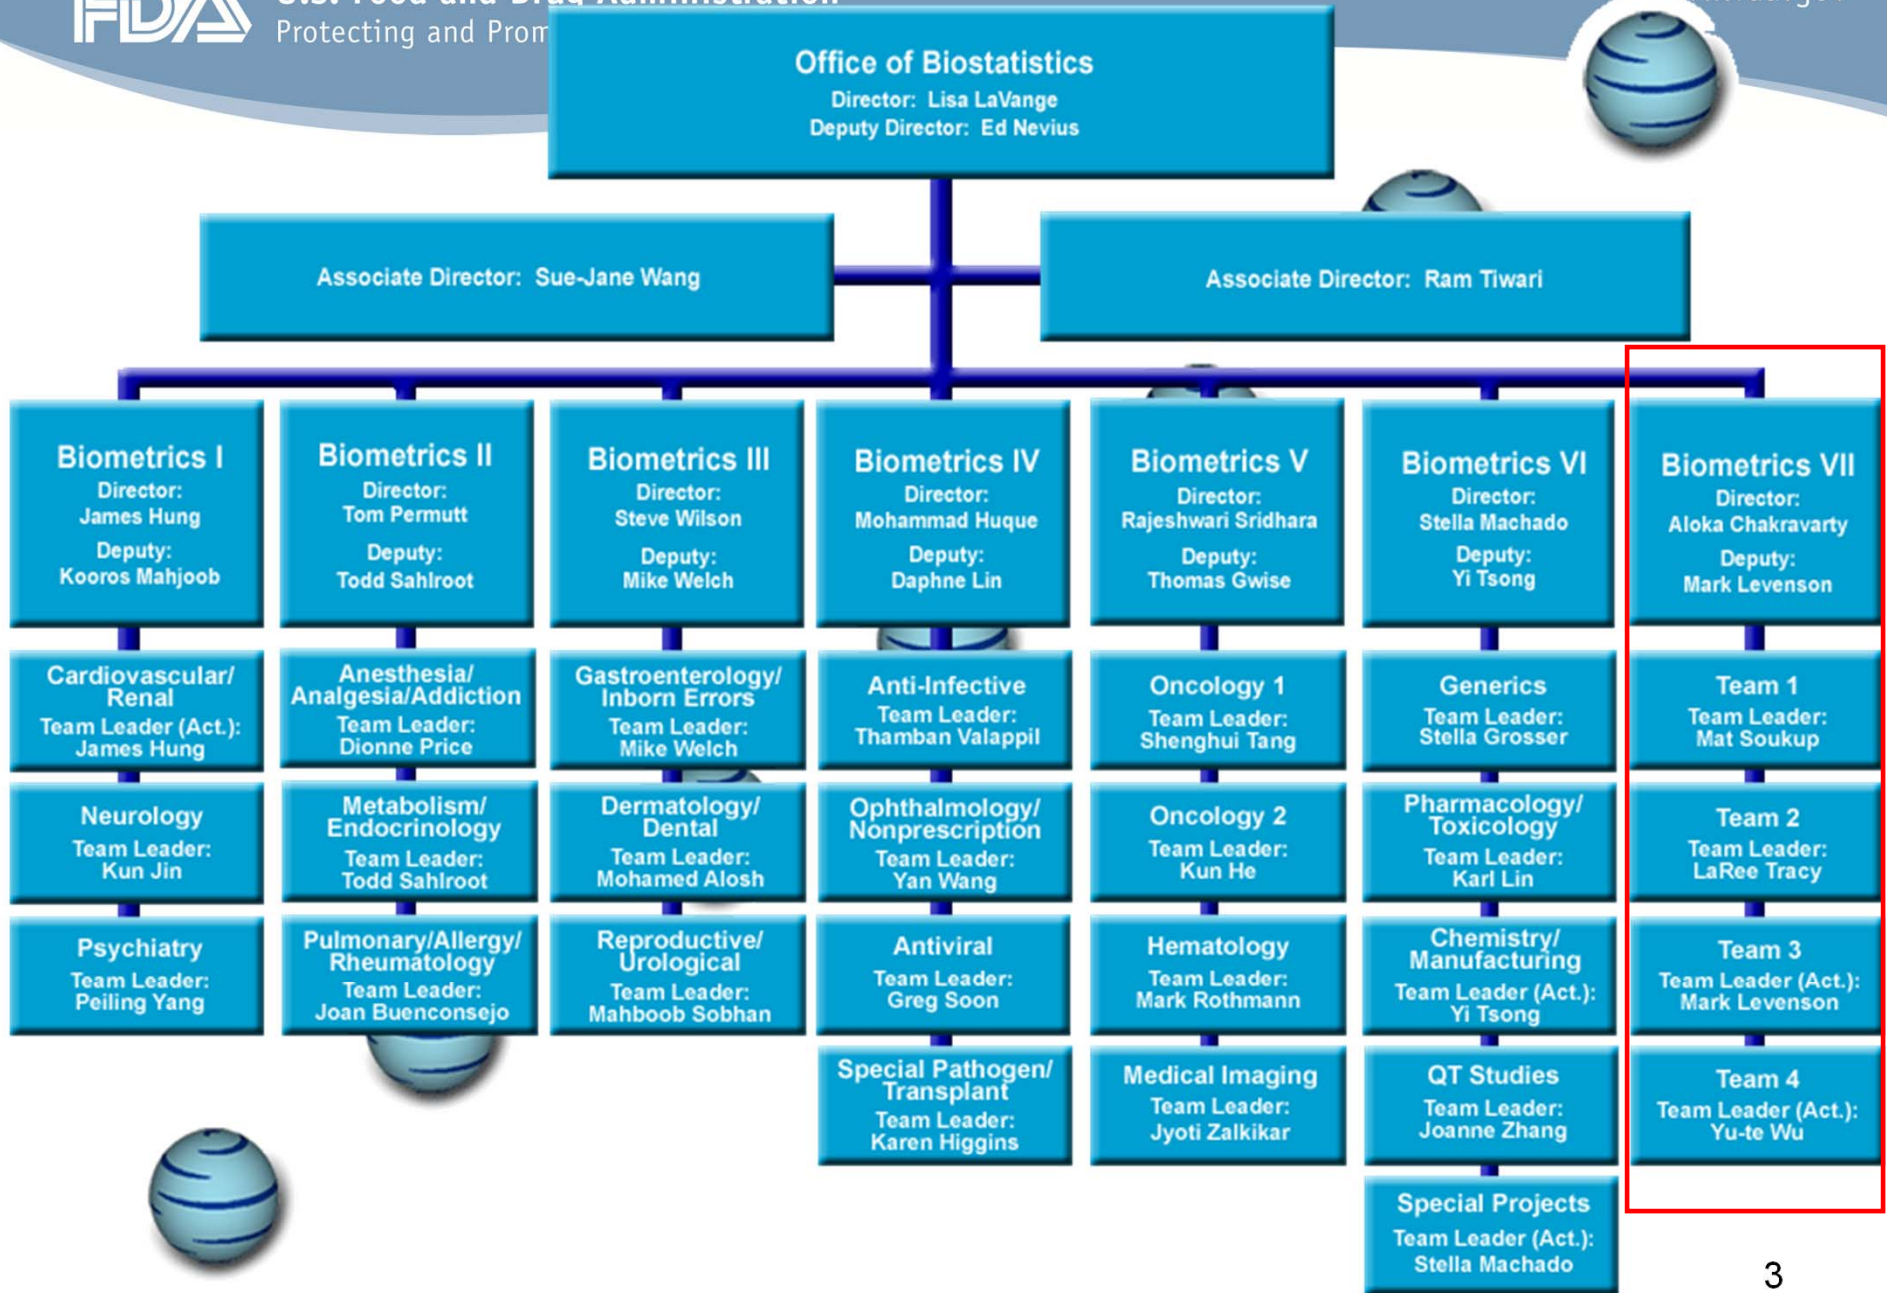 FDA
U.S. Food and Drug Administration
Protecting and Prom
Office of Biostatistics
Director: Lisa LaVange
Deputy Director: Ed Nevius
Associate Director: Sue-Jane Wang
Associate Director: Ram Tiwari
Biometrics I
Director:
James Hung
Deputy:
Kooros Mahjoob
Cardiovascular/
Renal
Team Leader (Act.):
James Hung
Neurology
Team Leader:
Kun Jin
Psychiatry
Team Leader:
Peiling Yang
Biometrics II
Director:
Tom Permutt
Deputy:
Todd Sahlroot
Anesthesia/
Analgesia/Addiction
Team Leader:
Dionne Price
Metabolism/
Endocrinology
Team Leader:
Todd Sahlroot
Pulmonary/Allergy/
Rheumatology
Team Leader:
Joan Buenconsejo
Biometrics III
Director:
Steve Wilson
Deputy:
Mike Welch
Gastroenterology/
Inborn Errors
Team Leader:
Mike Welch
Dermatology/
Dental
Team Leader:
Mohamed Alosh
Reproductive/
Urological
Team Leader:
Mahboob Sobhan
Biometrics IV
Director:
Mohammad Huque
Deputy:
Daphne Lin
Anti-Infective
Team Leader:
Thamban Valappil
Ophthalmology/
Nonprescription
Team Leader:
Yan Wang
Antiviral
Team Leader:
Greg Soon
Special Pathogen/
Transplant
Team Leader:
Karen Higgins
Biometrics V
Director:
Rajeshwari Sridhara
Deputy:
Thomas Gwise
Oncology 1
Team Leader:
Shenghui Tang
Oncology 2
Team Leader:
Kun He
Hematology
Team Leader:
Mark Rothmann
Medical Imaging
Team Leader:
Jyoti Zalkikar
Biometrics VI
Director:
Stella Machado
Deputy:
Yi Tsong
Generics
Team Leader:
Stella Grosser
Pharmacology/
Toxicology
Team Leader:
Karl Lin
Chemistry/
Manufacturing
Team Leader (Act.):
Yi Tsong
QT Studies
Team Leader:
Joanne Zhang
Special Projects
Team Leader (Act.):
Stella Machado
Biometrics VII
Director:
Aloka Chakravarty
Deputy:
Mark Levenson
Team 1
Team Leader:
Mat Soukup
Team 2
Team Leader:
LaRee Tracy
Team 3
Team Leader (Act.):
Mark Levenson
Team 4
Team Leader (Act.):
Yu-te Wu
3